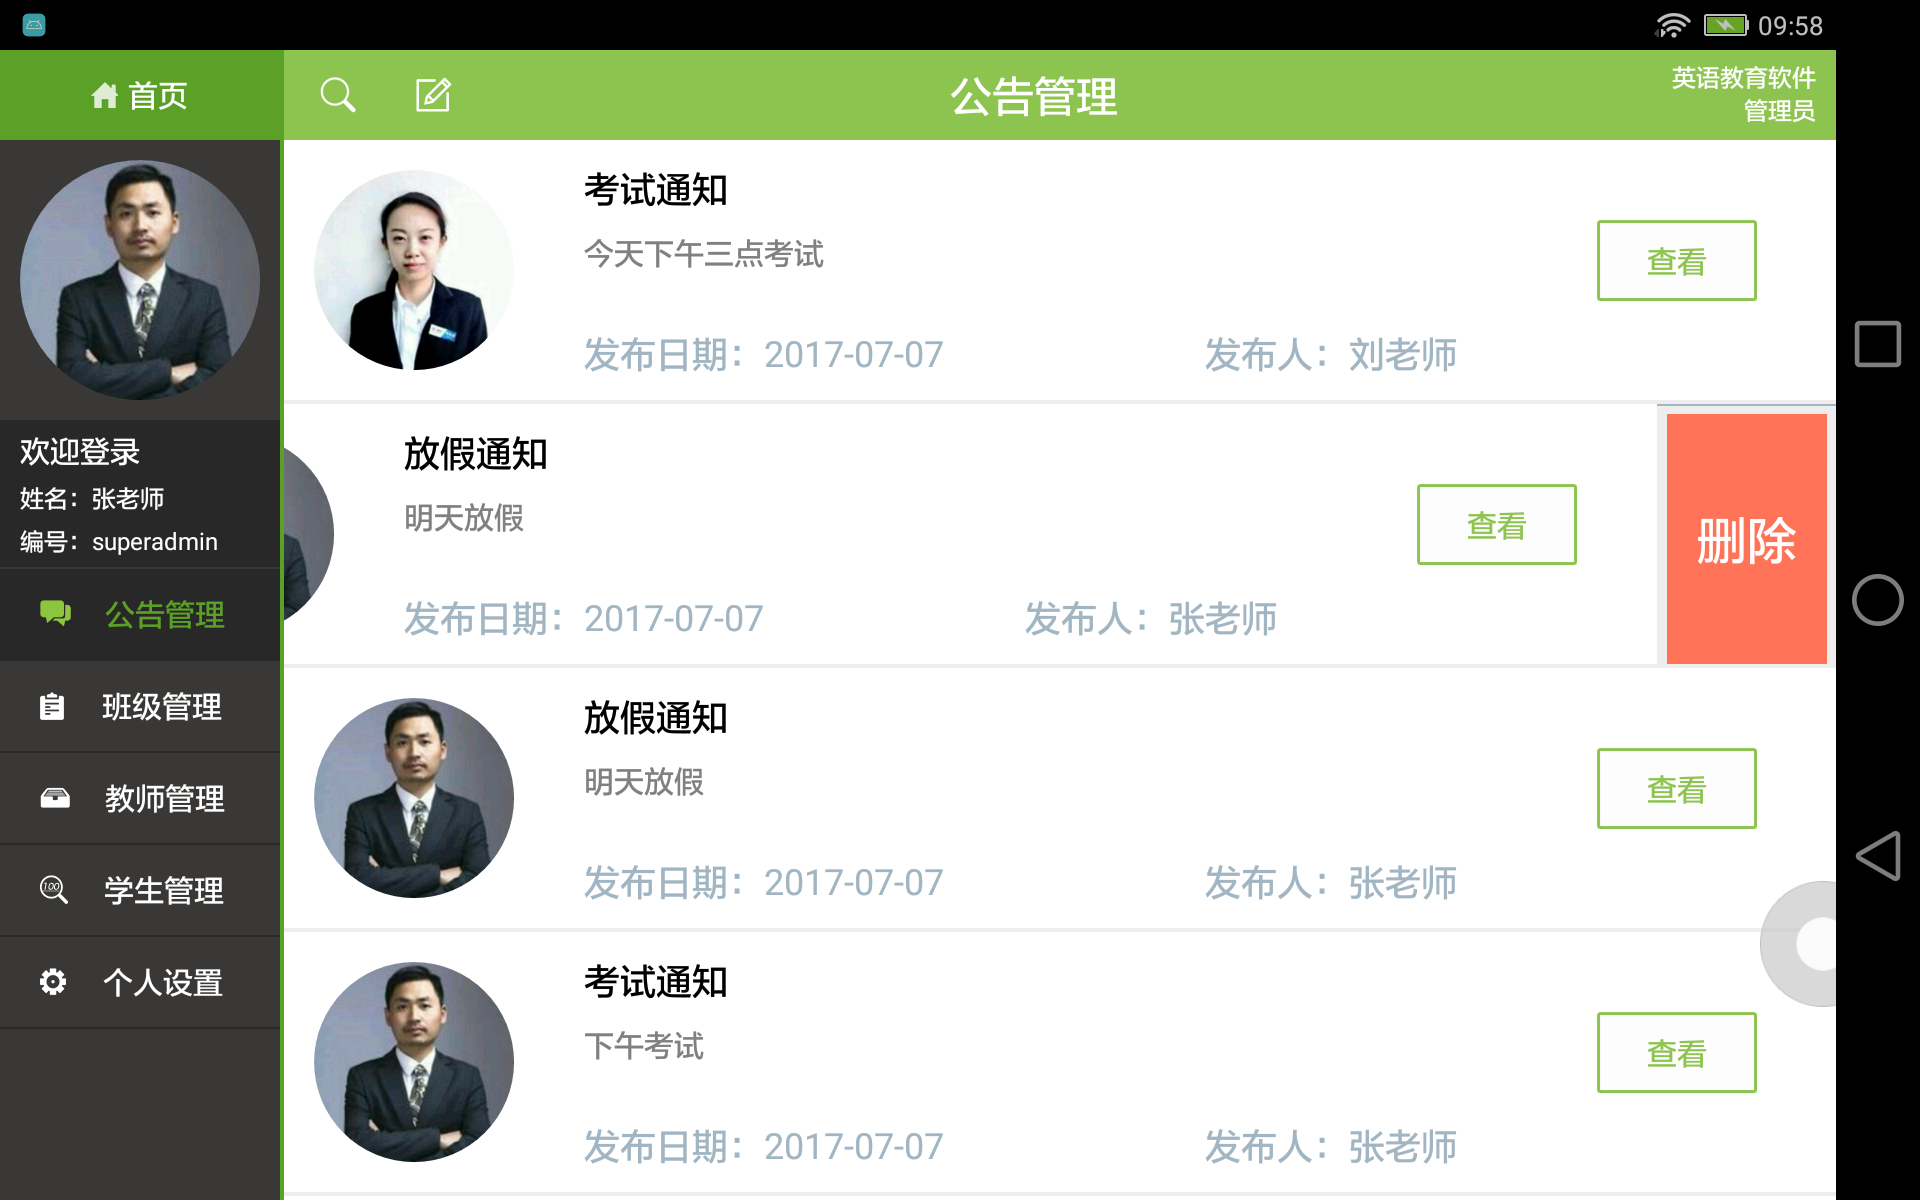 09:58
首页
公告管理
英语教育软件
管理员
欢迎登录
姓名：张老师
编号：superadmin
公告管理
班级管理
教师管理
100
学生管理
个人设置
考试通知
今天下午三点考试
查看
发布日期：2017-07-07
发布人：刘老师
放假通知
明天放假
查看
发布日期：2017-07-07
发布人：张老师
删除
放假通知
明天放假
查看
发布日期：2017-07-07
发布人：张老师
考试通知
下午考试
查看
发布日期：2017-07-07
发布人：张老师